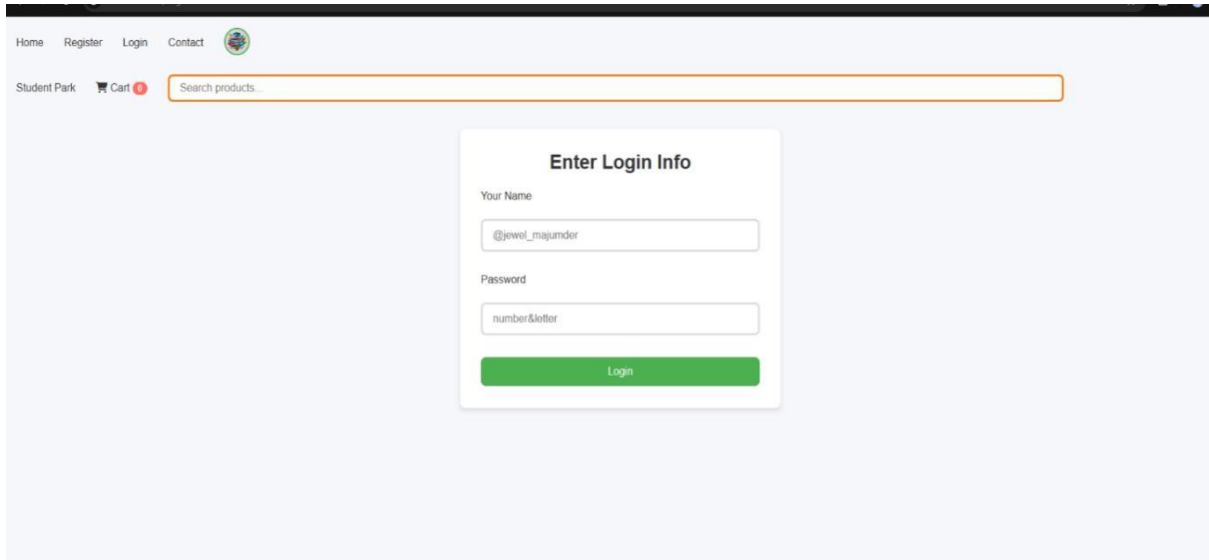 Home Register Login Contact
Student Park Cart 0 Search products...
Enter Login Info
Your Name
@jewel_majumder
Password
number&letter
Login